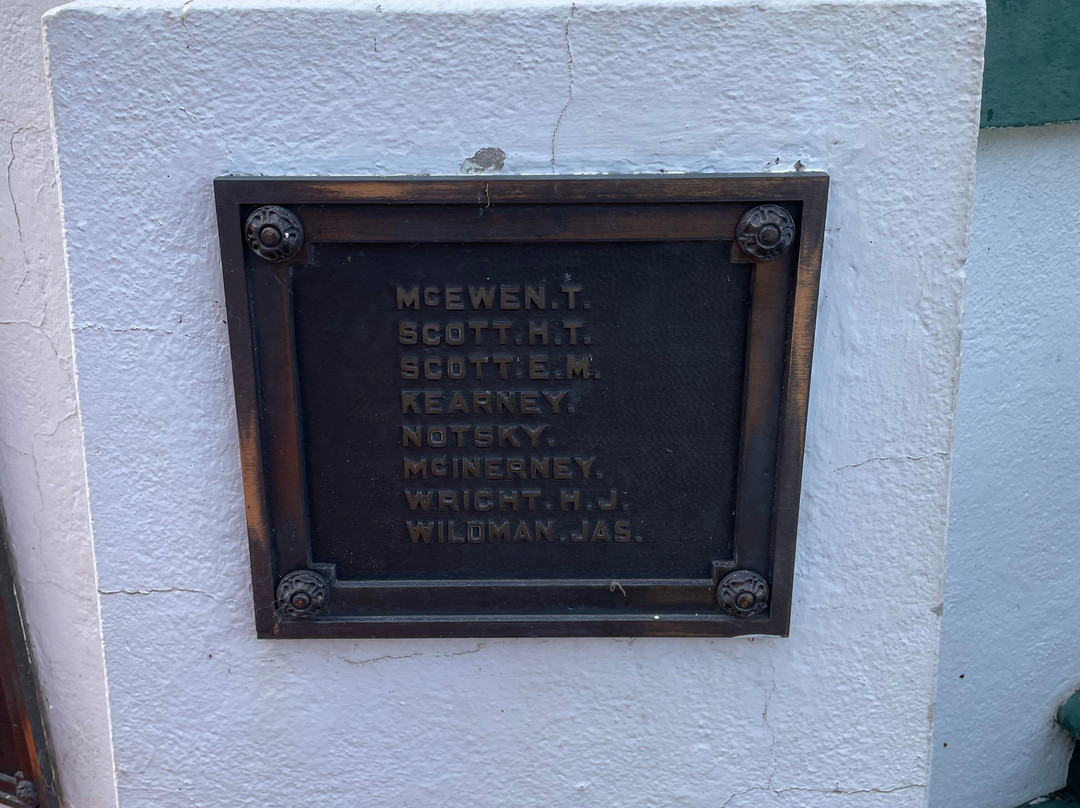 McEWEN.T.
SCOTT.H.T.
SCOTT.E.M.
KEARNEY.
NOTSKY.
McINERNEY.
WRIGHT.H.J.
WILDMAN.JAS.